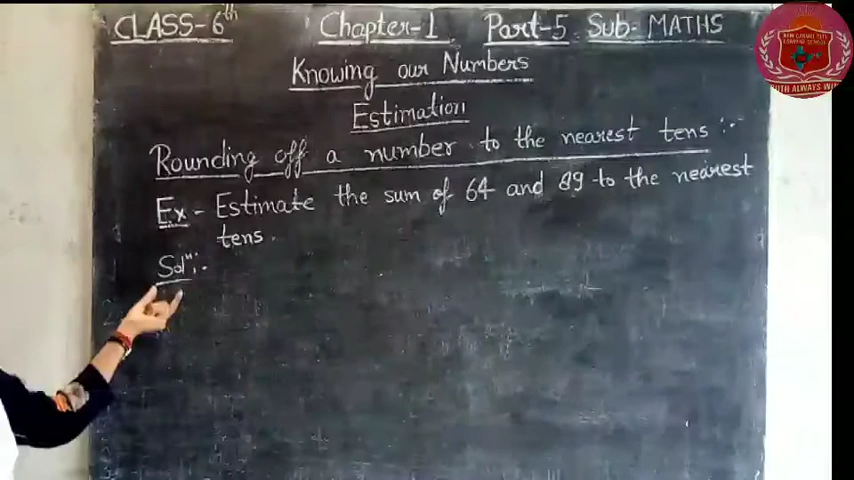 CLASS-6th Chapter-1 Part-5 Sub-MATHS
Knowing our Numbers
Estimation
Rounding off a number to the nearest tens :-
Ex - Estimate the sum of 64 and 89 to the nearest
tens.
Solⁿ:-